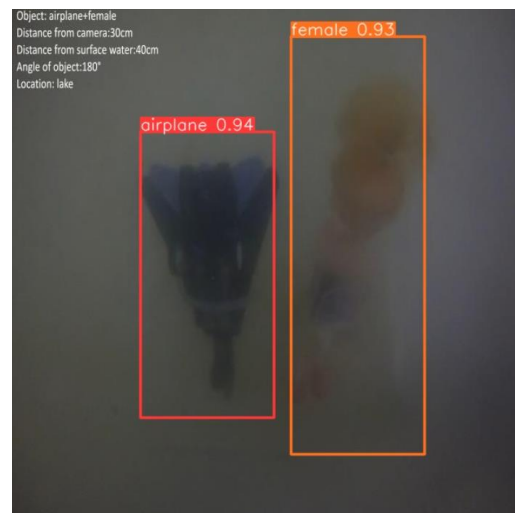 Object: airplane+female
Distance from camera:30cm
Distance from surface water:40cm
Angle of object:180°
Location: lake
female 0.93
airplane 0.94